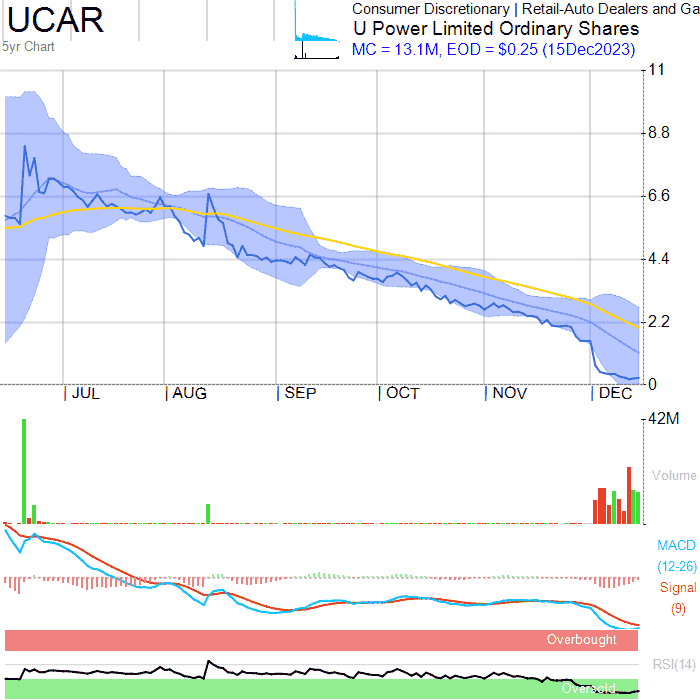 UCAR
5yr Chart
Consumer Discretionary | Retail-Auto Dealers and Ga
U Power Limited Ordinary Shares
MC = 13.1M, EOD = $0.25 (15Dec2023)
11
8.8
6.6
4.4
2.2
0
JUL AUG SEP OCT NOV DEC
42M
Volume
MACD
(12-26)
Signal
(9)
Overbought
RSI(14)
Oversold